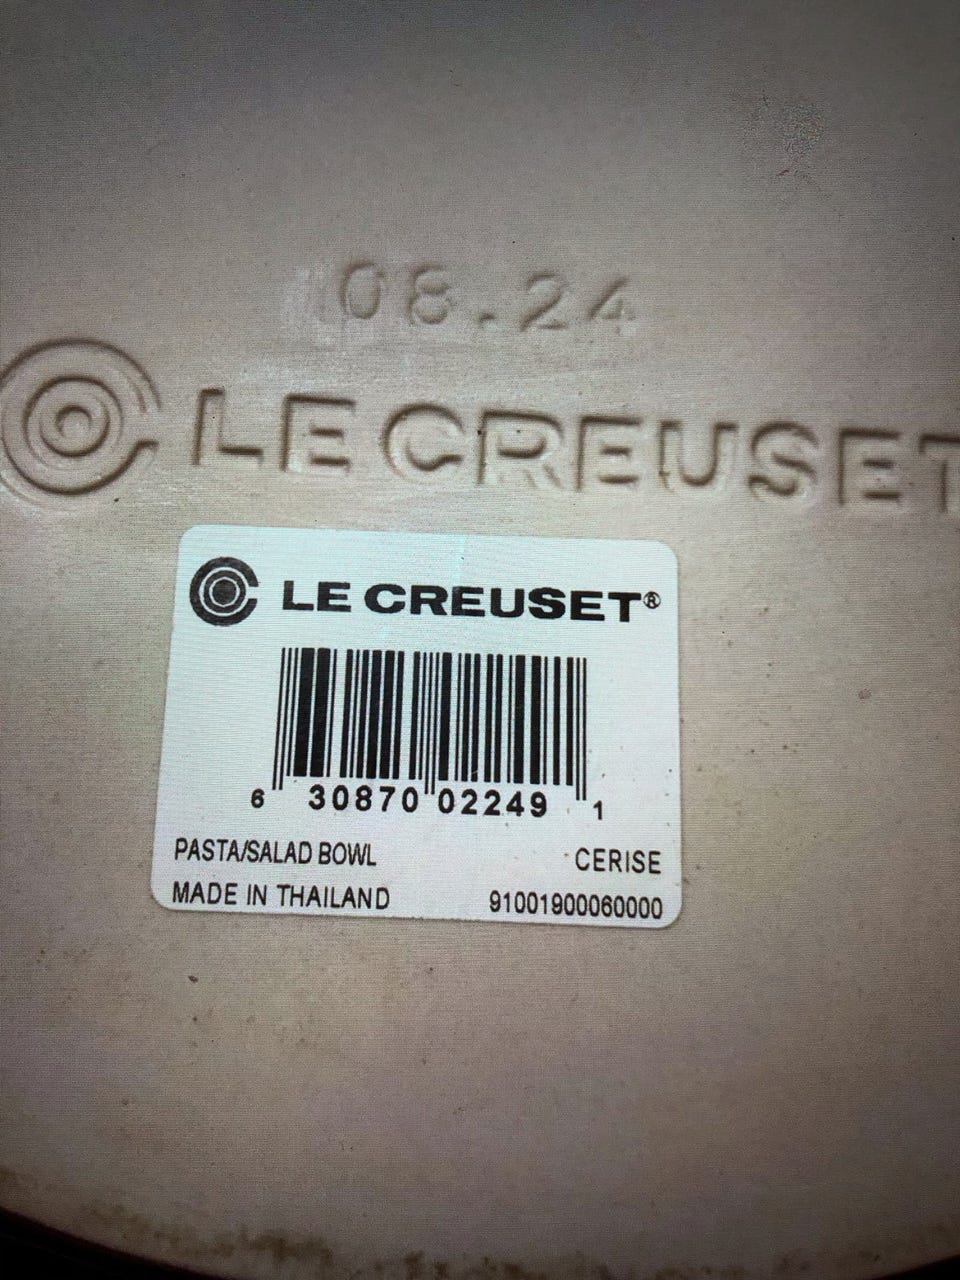 08.24
LE CREUSET
LE CREUSET®
6 30870 02249 1
PASTA/SALAD BOWL CERISE
MADE IN THAILAND 91001900060000